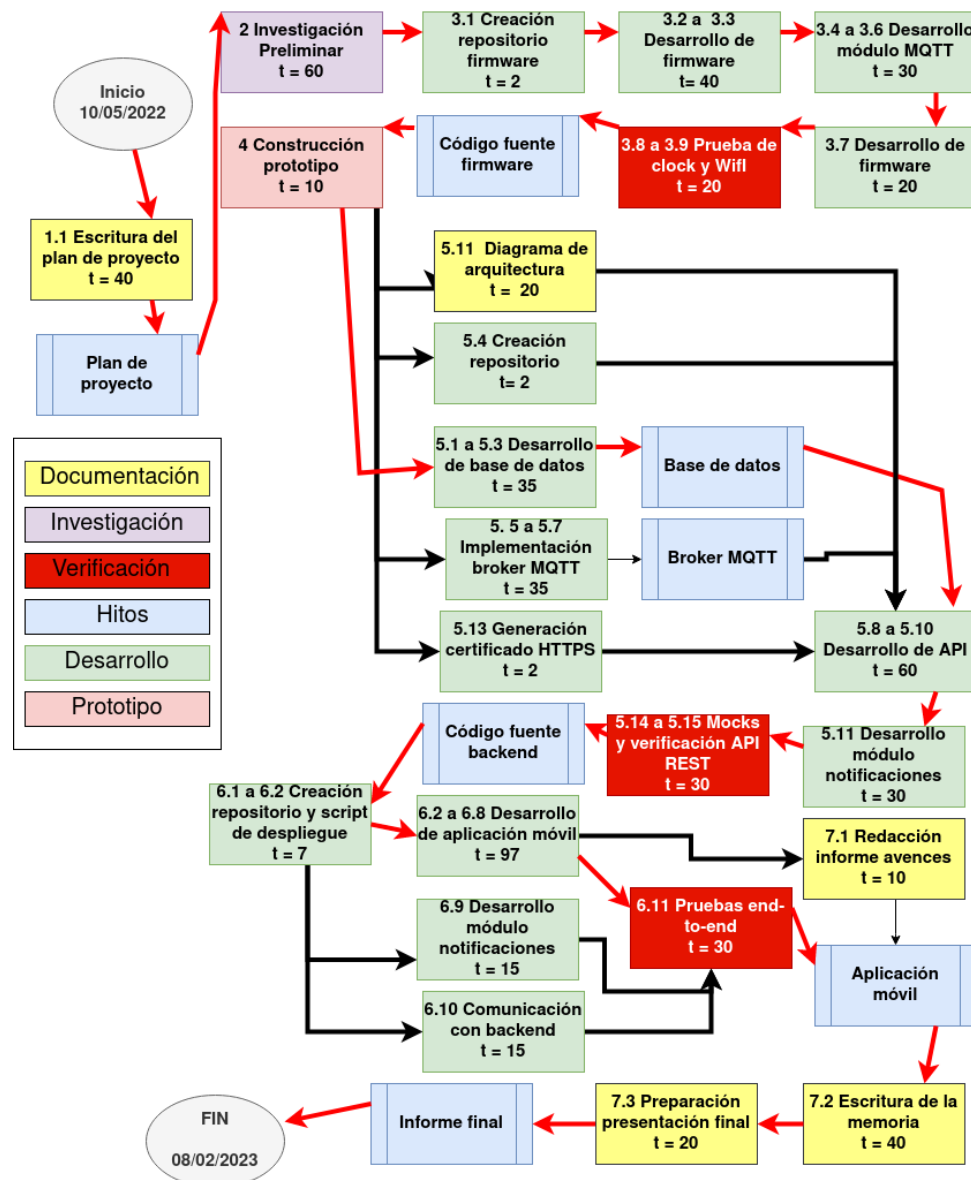 2 Investigación
Preliminar
t = 60
3.1 Creación
repositorio
firmware
t = 2
3.2 a 3.3
Desarrollo de
firmware
t= 40
3.4 a 3.6 Desarrollo
módulo MQTT
t = 30
Inicio
10/05/2022
4 Construcción
prototipo
t = 10
Código fuente
firmware
3.8 a 3.9 Prueba de
clock y Wifl
t = 20
3.7 Desarrollo de
firmware
t = 20
1.1 Escritura del
plan de proyecto
t = 40
5.11 Diagrama de
arquitectura
t = 20
Plan de
proyecto
5.4 Creación
repositorio
t= 2
Documentación
Investigación
Verificación
Hitos
Desarrollo
Prototipo
5.1 a 5.3 Desarrollo
de base de datos
t = 35
Base de datos
5. 5 a 5.7
Implementación
broker MQTT
t = 35
Broker MQTT
5.13 Generación
certificado HTTPS
t = 2
5.8 a 5.10
Desarrollo de API
t = 60
Código fuente
backend
5.14 a 5.15 Mocks
y verificación API
REST
t = 30
5.11 Desarrollo
módulo
notificaciones
t = 30
6.1 a 6.2 Creación
repositorio y script
de despliegue
t = 7
6.2 a 6.8 Desarrollo
de aplicación móvil
t = 97
7.1 Redacción
informe avences
t = 10
6.9 Desarrollo
módulo
notificaciones
t = 15
6.11 Pruebas end-
to-end
t = 30
Aplicación
móvil
6.10 Comunicación
con backend
t = 15
FIN
08/02/2023
Informe final
7.3 Preparación
presentación final
t = 20
7.2 Escritura de la
memoria
t = 40